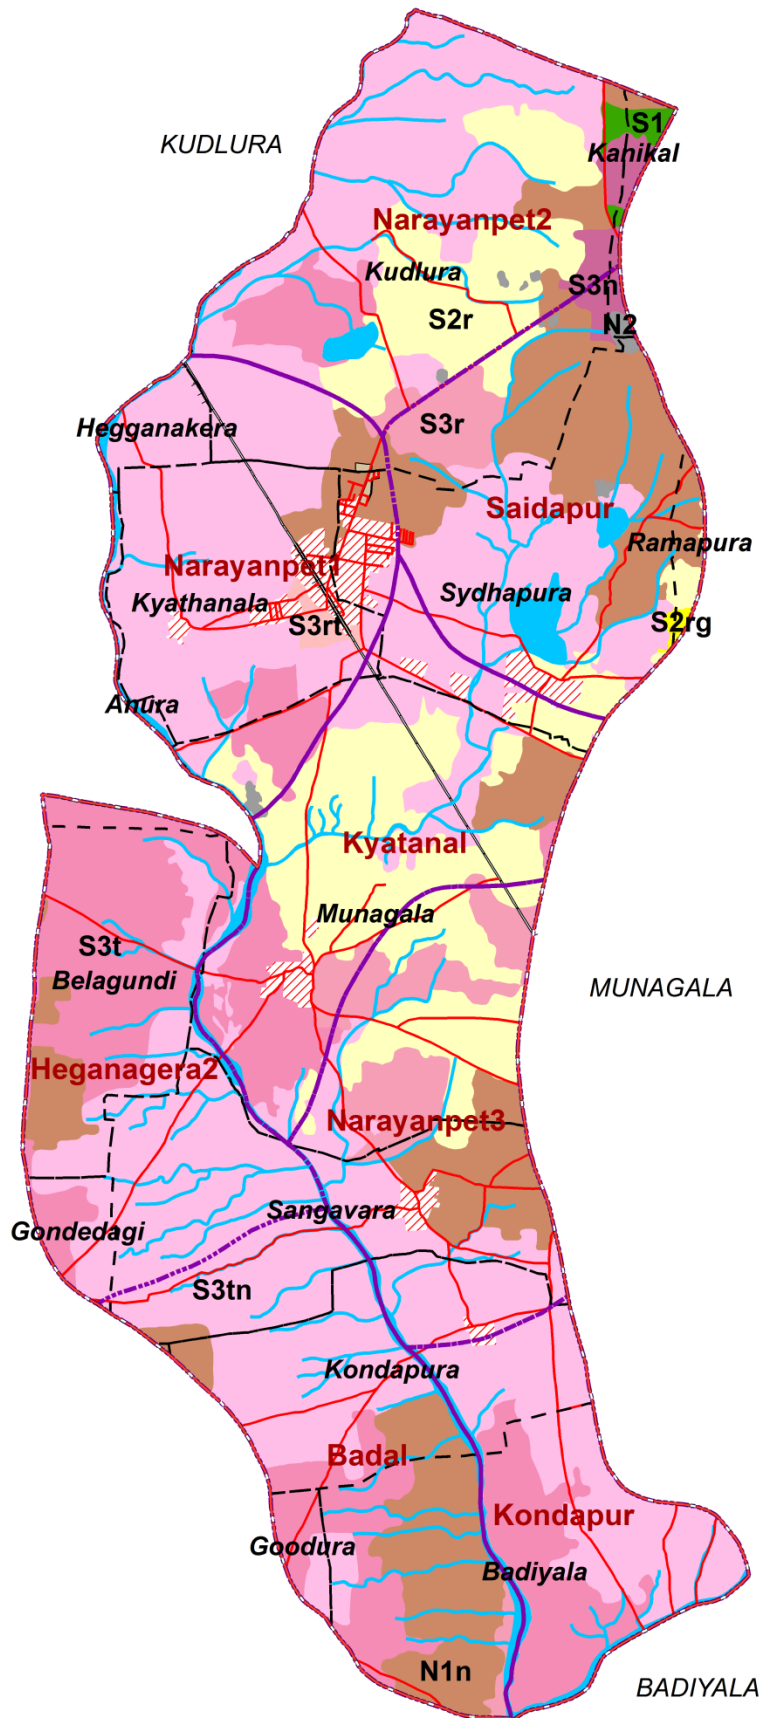 S1
KUDLURA
Kanikal
Narayanpet2
Kudlura
S3n
S2r
N2
S3r
Hegganakera
Saidapur
Ramapura
Narayanpet1
Sydhapura
Kyathanala
S3rt
S2rg
Anura
Kyatanal
Munagala
S3t
Belagundi
MUNAGALA
Heganagera2
Narayanpet3
Sangavara
Gondedagi
S3tn
Kondapura
Badal
Kondapur
Goodura
Badiyala
N1n
BADIYALA